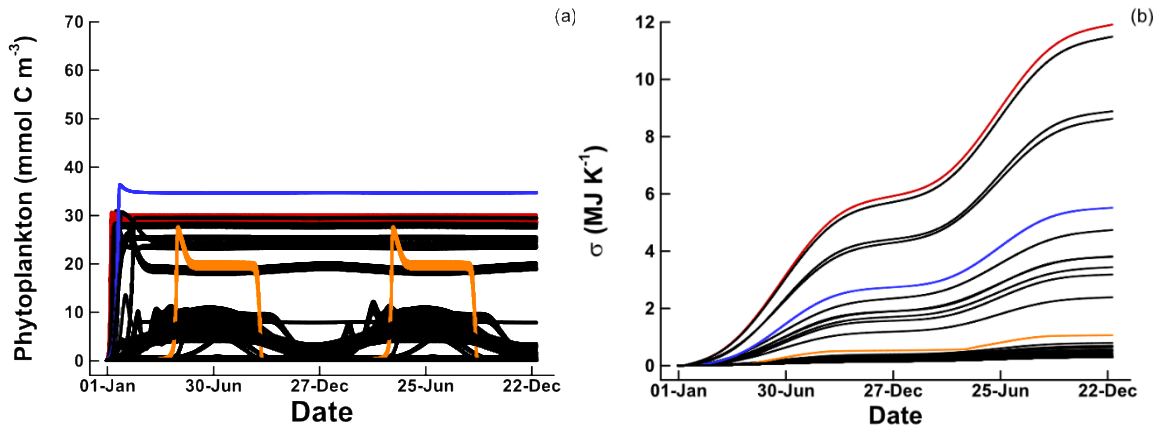 (a)
Phytoplankton (mmol C m-3)
70
60
50
40
30
20
10
0
01-Jan 30-Jun 27-Dec 25-Jun 22-Dec
Date
(b)
σ (MJ K-1)
12
10
8
6
4
2
0
01-Jan 30-Jun 27-Dec 25-Jun 22-Dec
Date